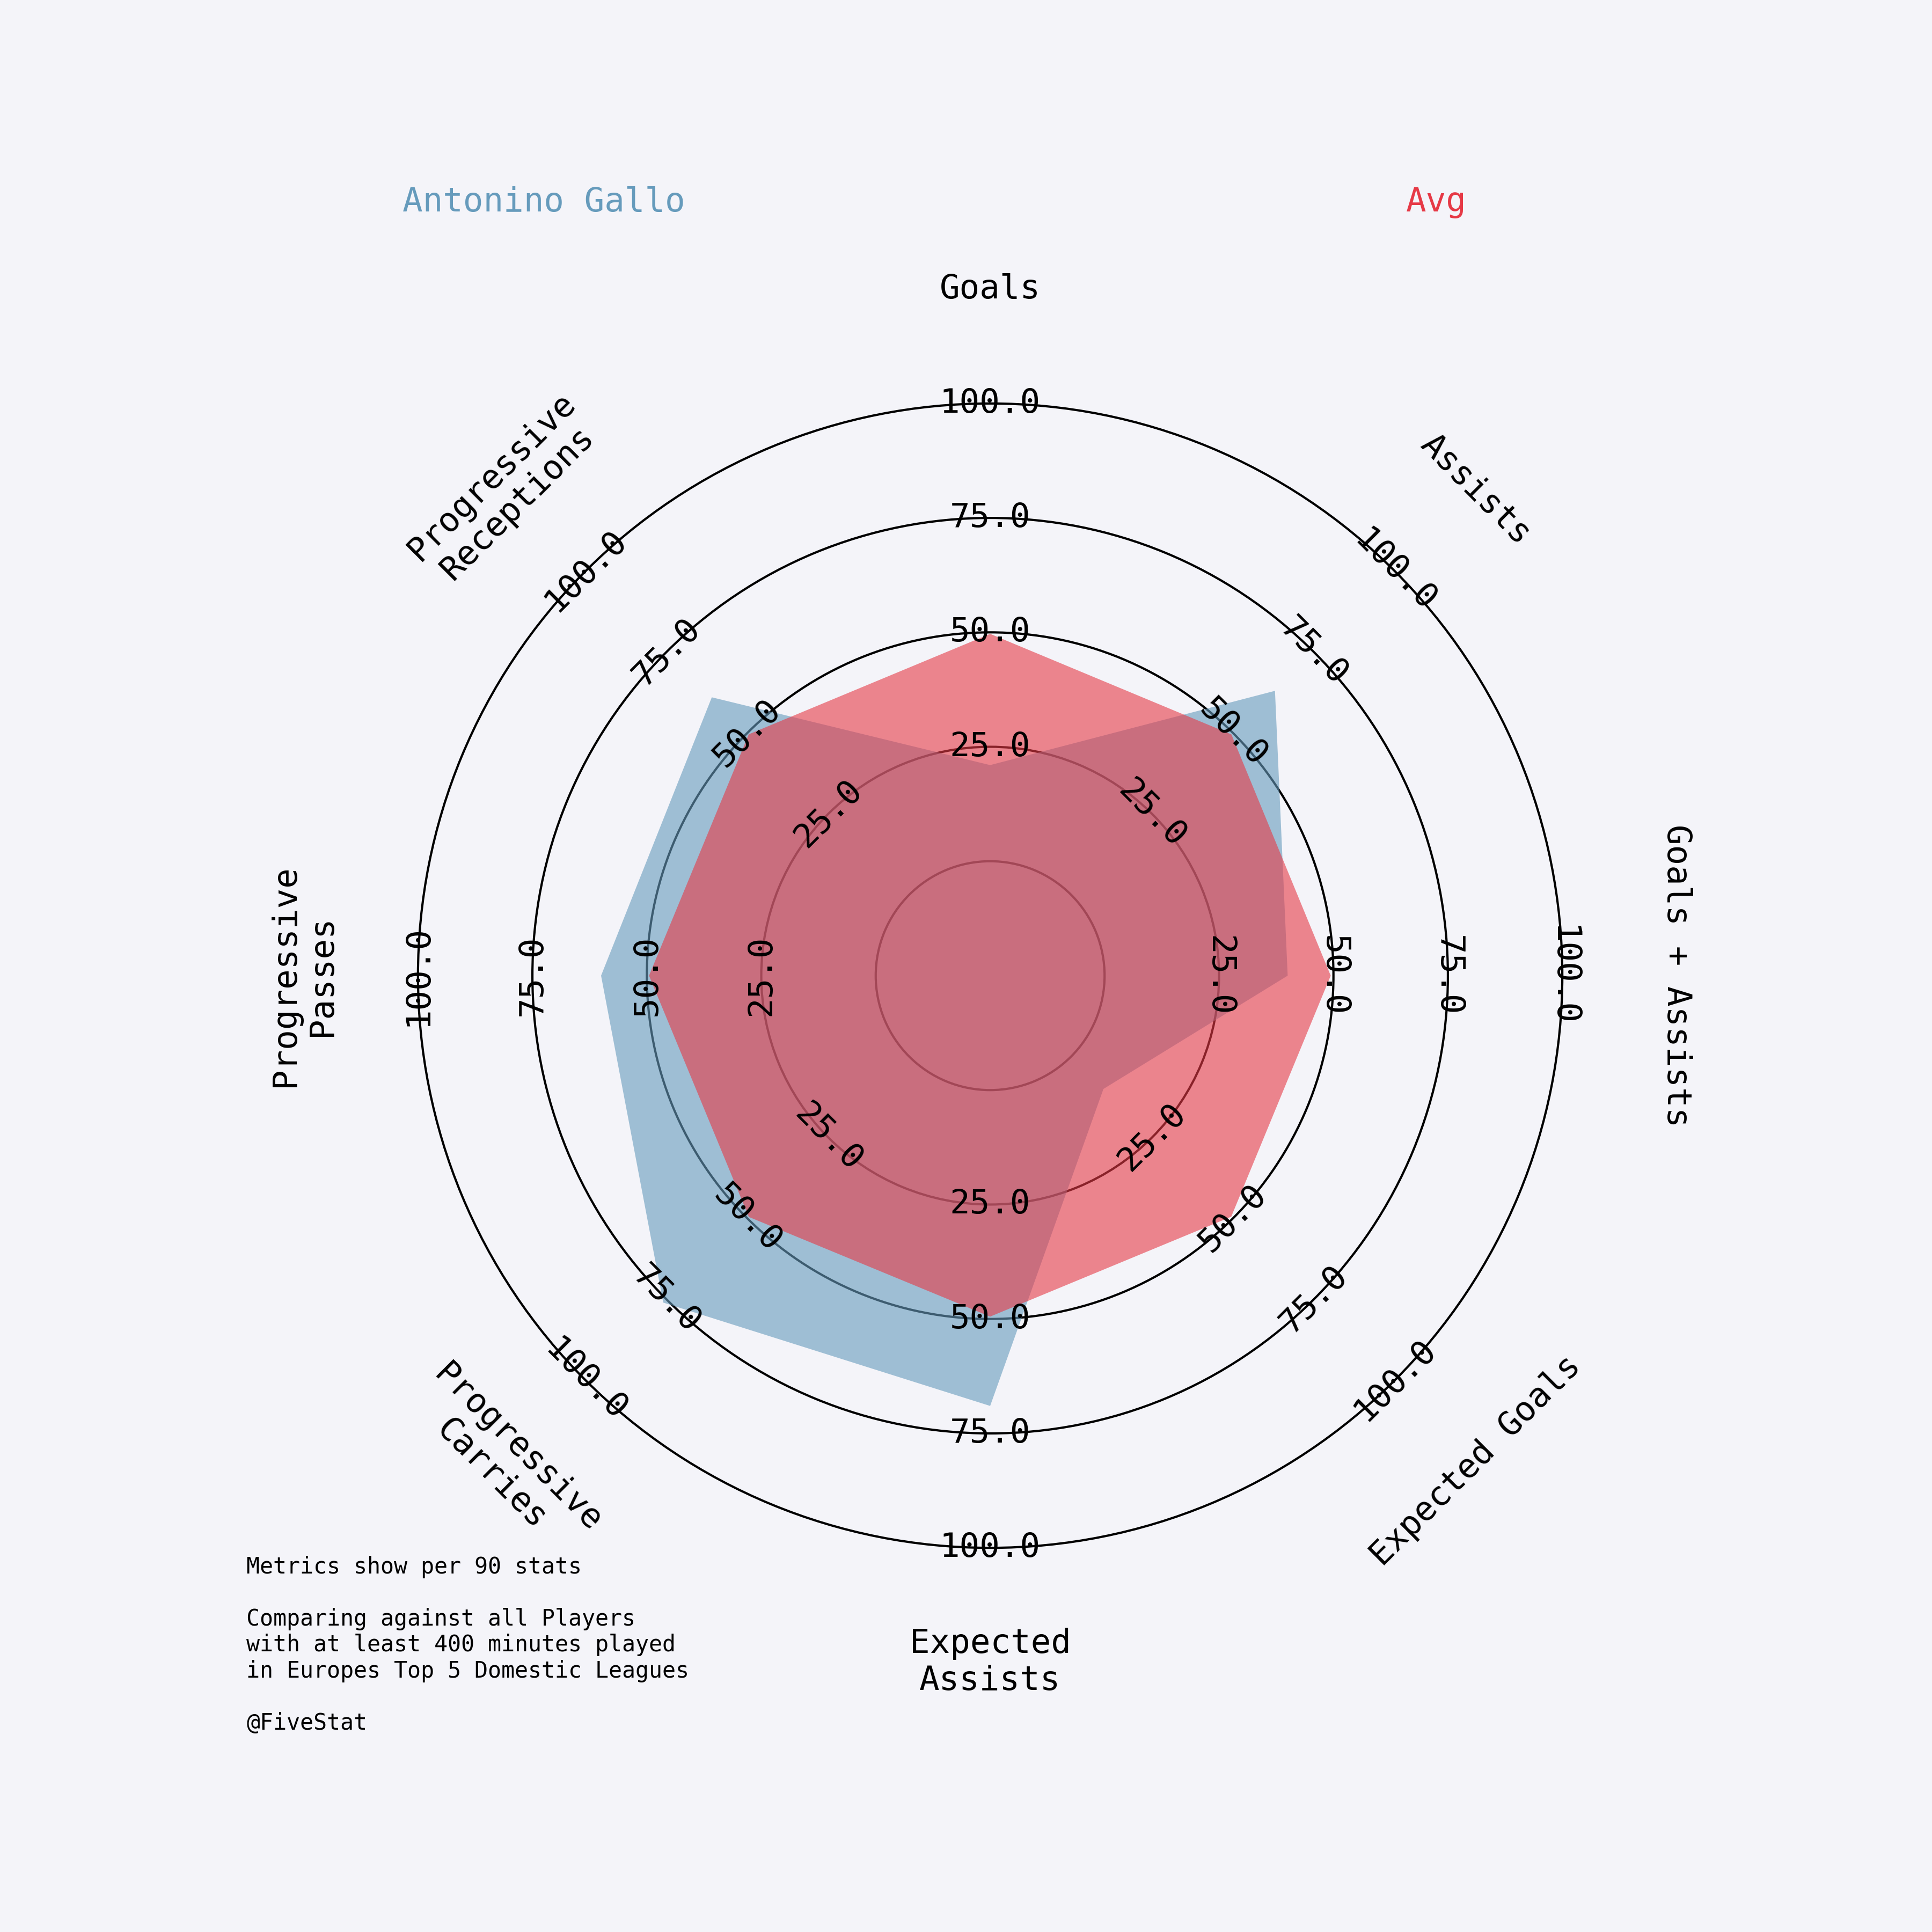 Antonino Gallo
Avg
Goals
Assists
Goals + Assists
Expected Goals
Expected
Assists
Progressive
Carries
Progressive
Passes
Progressive
Receptions
25.0
50.0
75.0
100.0
25.0
50.0
75.0
100.0
25.0
50.0
75.0
100.0
25.0
50.0
75.0
100.0
25.0
50.0
75.0
100.0
25.0
50.0
75.0
100.0
25.0
50.0
75.0
100.0
25.0
50.0
75.0
100.0
Metrics show per 90 stats
Comparing against all Players
with at least 400 minutes played
in Europes Top 5 Domestic Leagues
@FiveStat